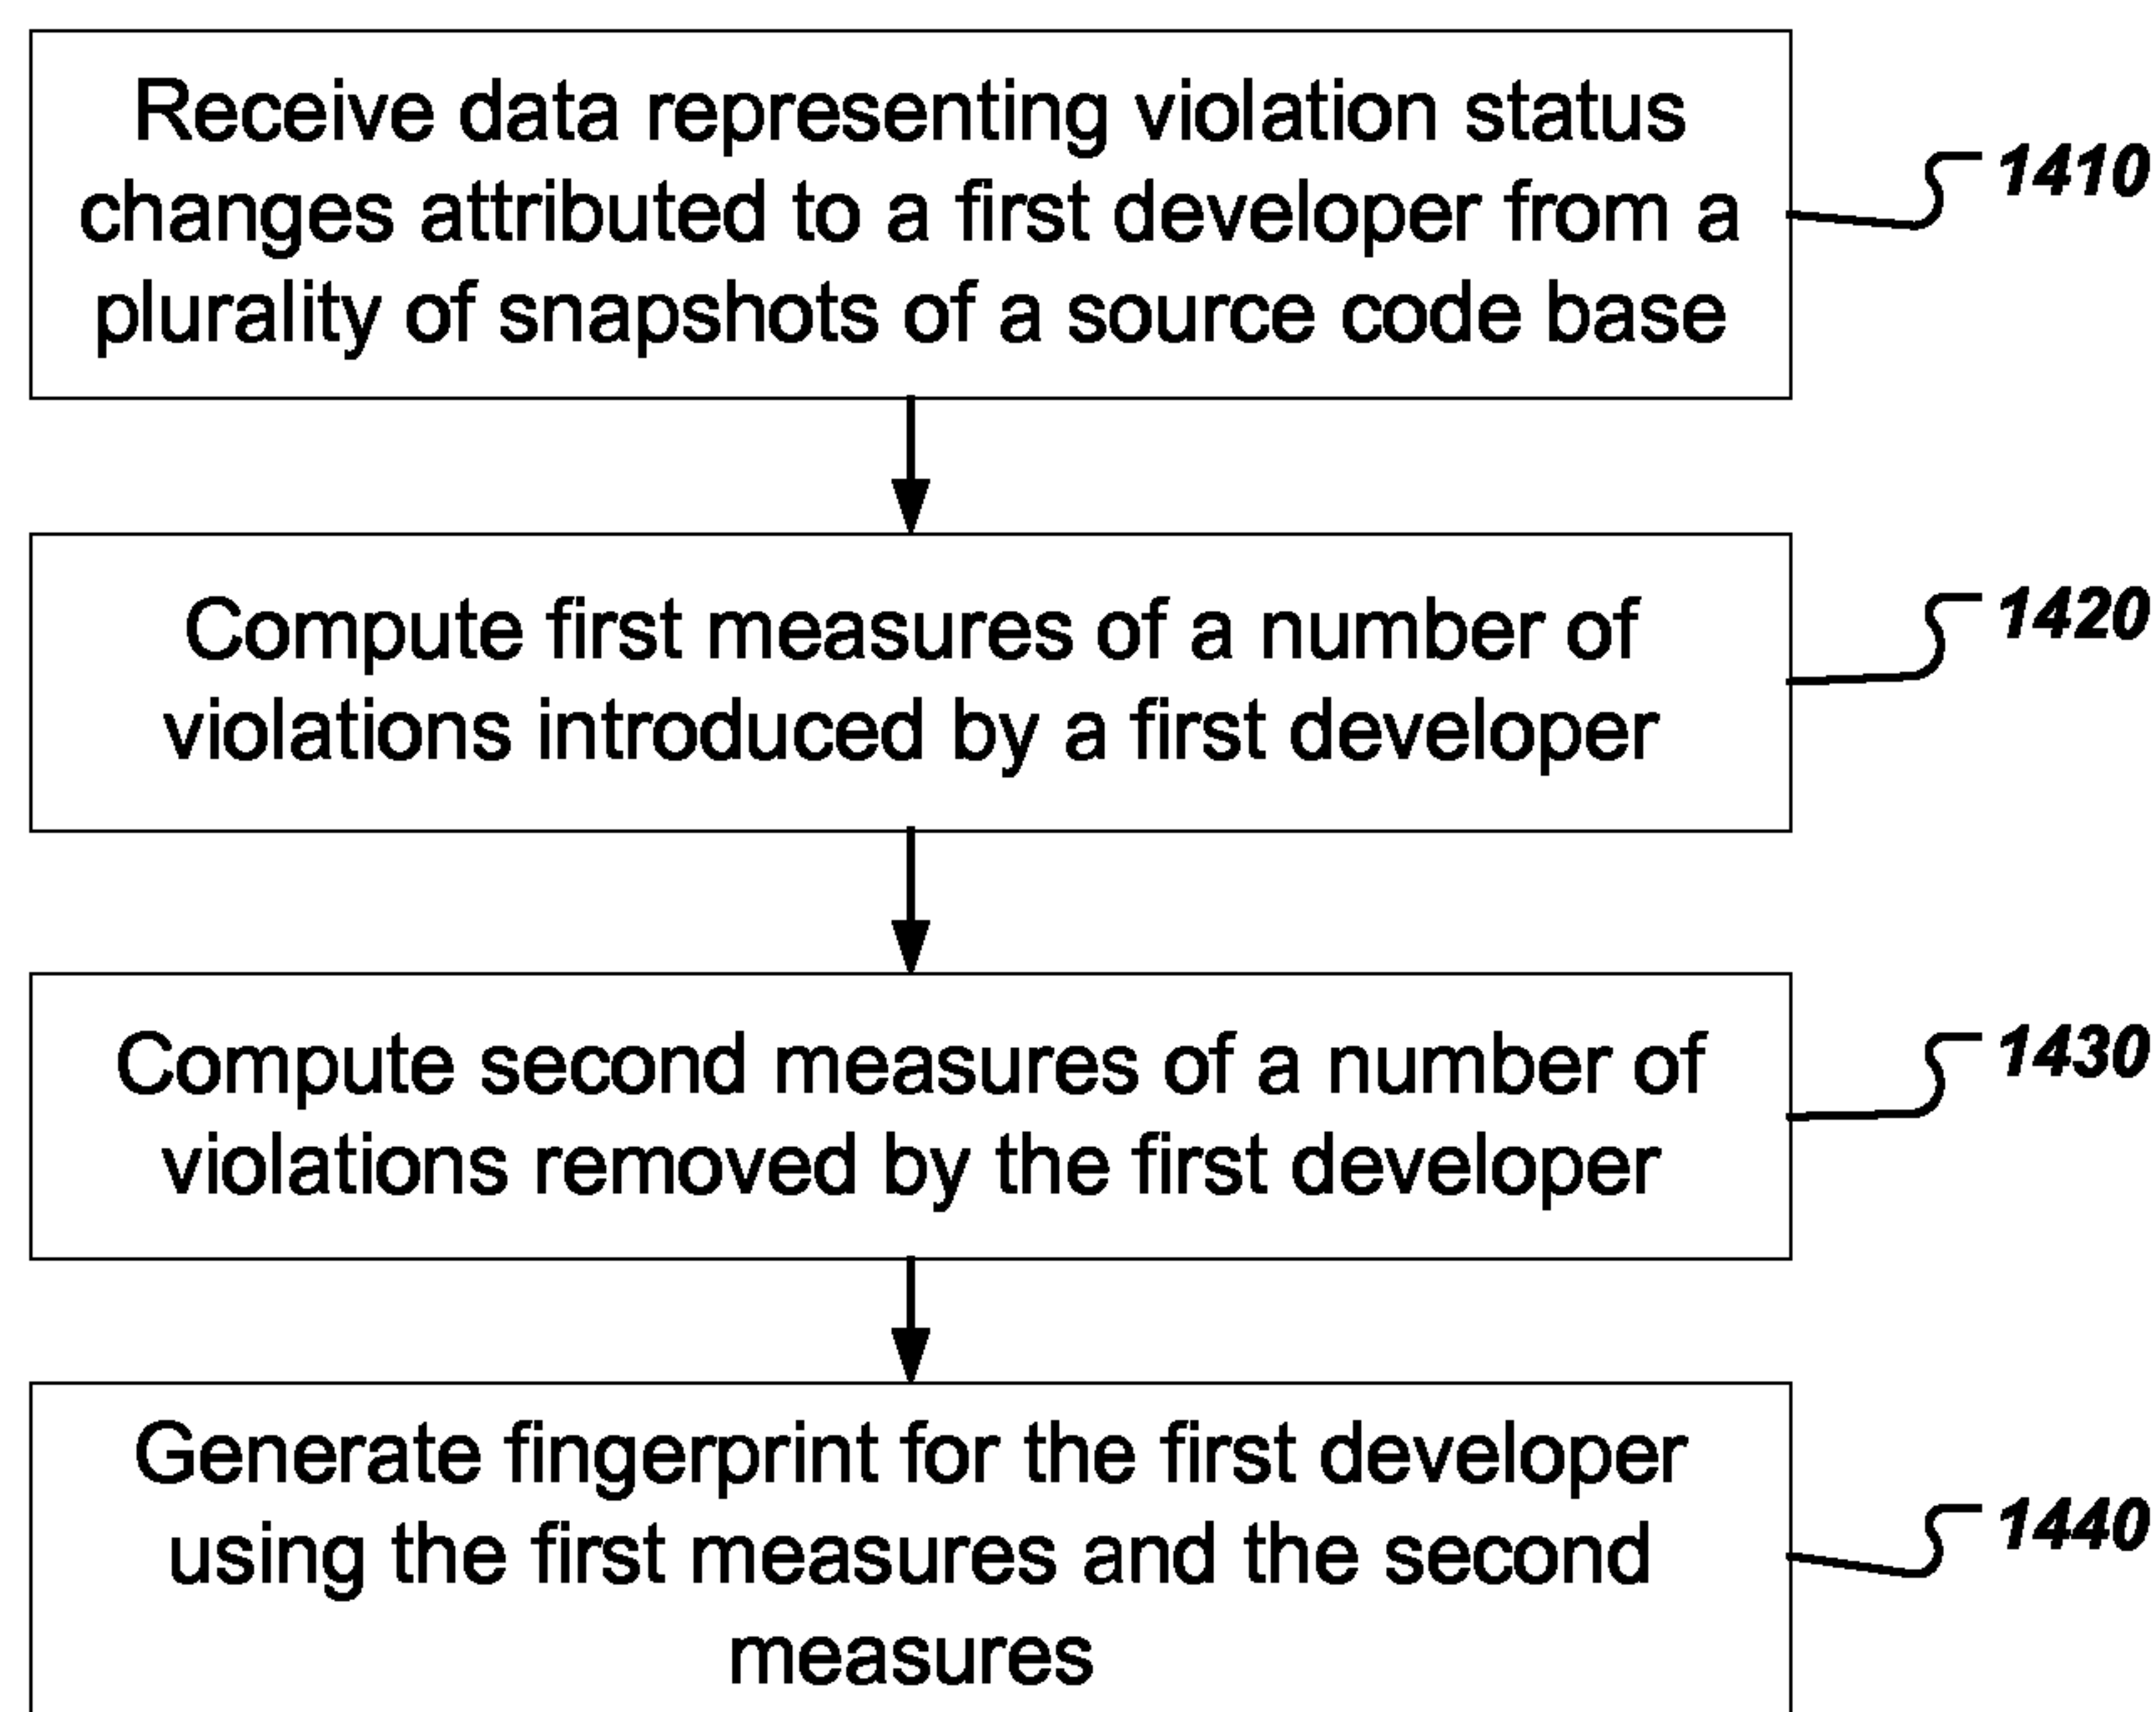 Receive data representing violation status
changes attributed to a first developer from a
plurality of snapshots of a source code base
1410
Compute first measures of a number of
violations introduced by a first developer
1420
Compute second measures of a number of
violations removed by the first developer
1430
Generate fingerprint for the first developer
using the first measures and the second
measures
1440